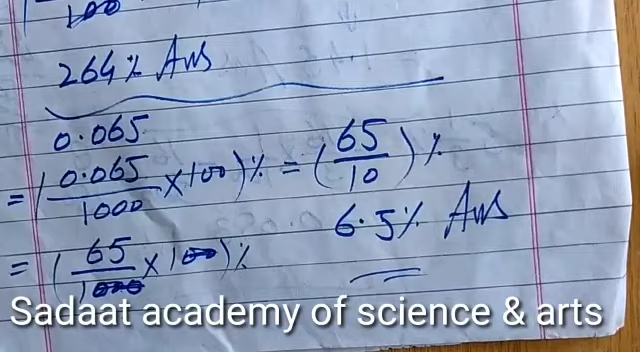 100
264% Ans
0.065
= (0.065/1000 × 100)% = (65/10)%
= (65/1000 × 100)%
6.5% Ans
Sadaat academy of science & arts